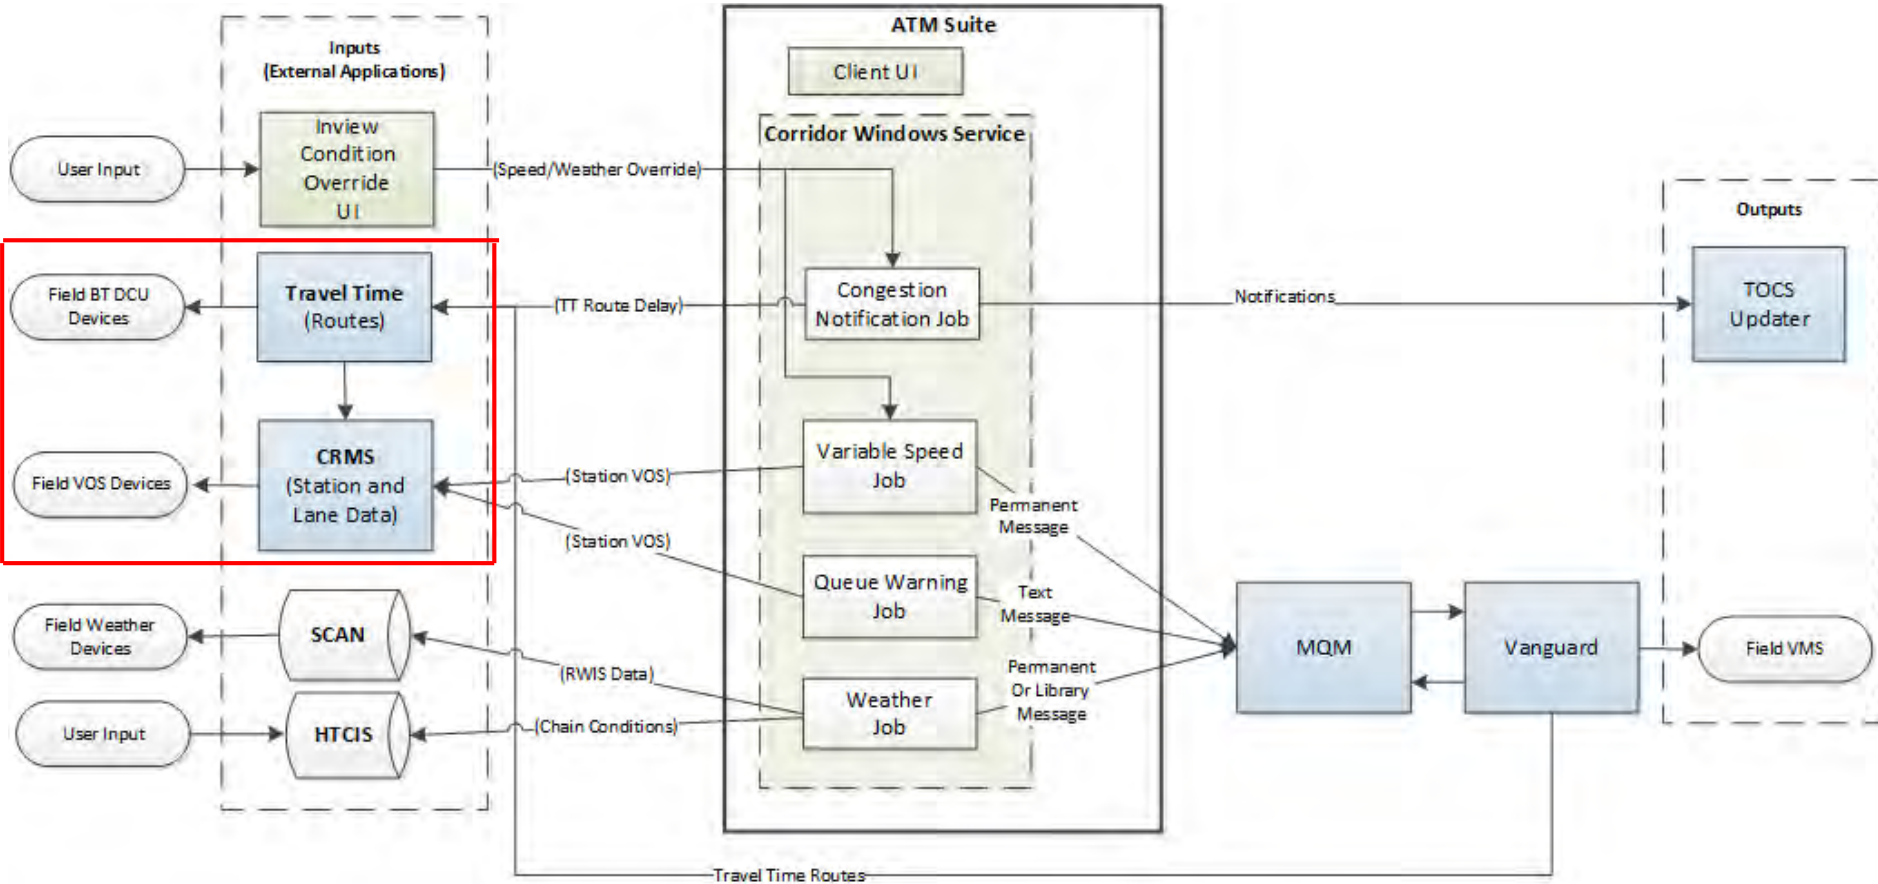 ATM Suite
Inputs
(External Applications)
Client UI
Corridor Windows Service
User Input
Inview
Condition
Override
UI
(Speed/Weather Override)
Outputs
Field BT DCU
Devices
Travel Time
(Routes)
(TT Route Delay)
Congestion
Notification Job
Notifications
TOCS
Updater
Field VOS Devices
CRMS
(Station and
Lane Data)
(Station VOS)
Variable Speed
Job
Permanent
Message
(Station VOS)
Queue Warning
Job
Text
Message
Field Weather
Devices
SCAN
(RWIS Data)
Weather
Job
Permanent
Or Library
Message
MQM
Vanguard
Field VMS
User Input
HTCIS
(Chain Conditions)
Travel Time Routes